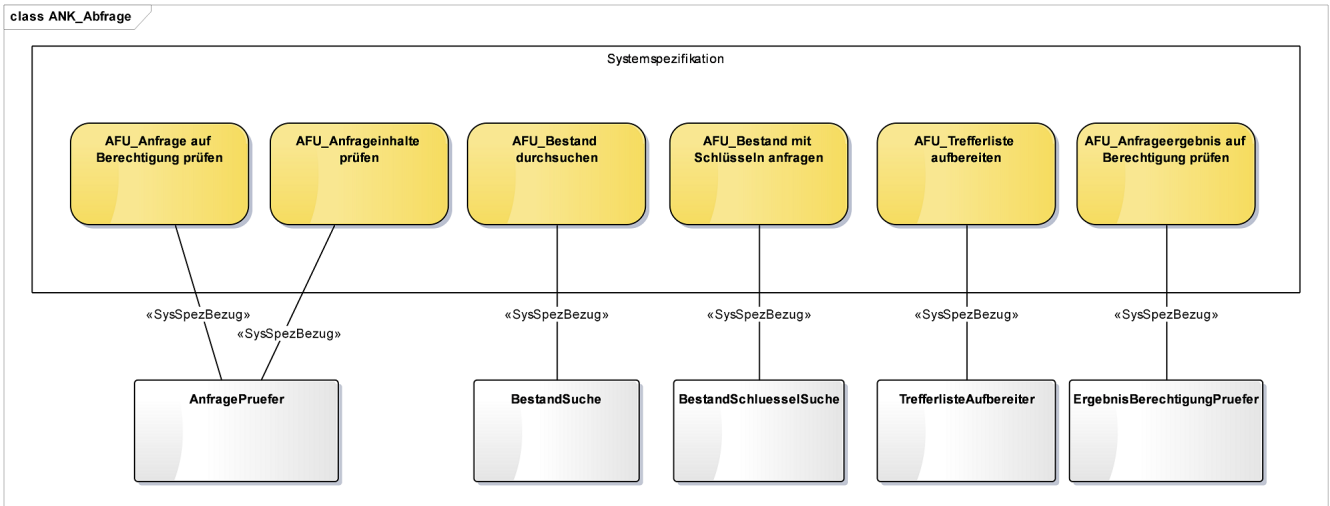 class ANK_Abfrage
Systemspezifikation
AFU_Anfrage auf
Berechtigung prüfen
AFU_Anfrageinhalte
prüfen
AFU_Bestand
durchsuchen
AFU_Bestand mit
Schlüsseln anfragen
AFU_Trefferliste
aufbereiten
AFU_Anfrageergebnis auf
Berechtigung prüfen
«SysSpezBezug»
«SysSpezBezug»
«SysSpezBezug»
«SysSpezBezug»
«SysSpezBezug»
«SysSpezBezug»
AnfragePruefer
BestandSuche
BestandSchluesselSuche
TrefferlisteAufbereiter
ErgebnisBerechtigungPruefer